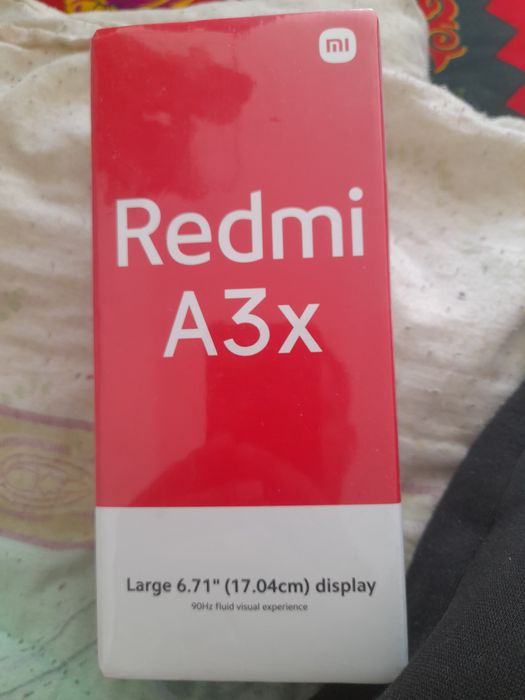 mi
Redmi
A3x
Large 6.71" (17.04cm) display
90Hz fluid visual experience